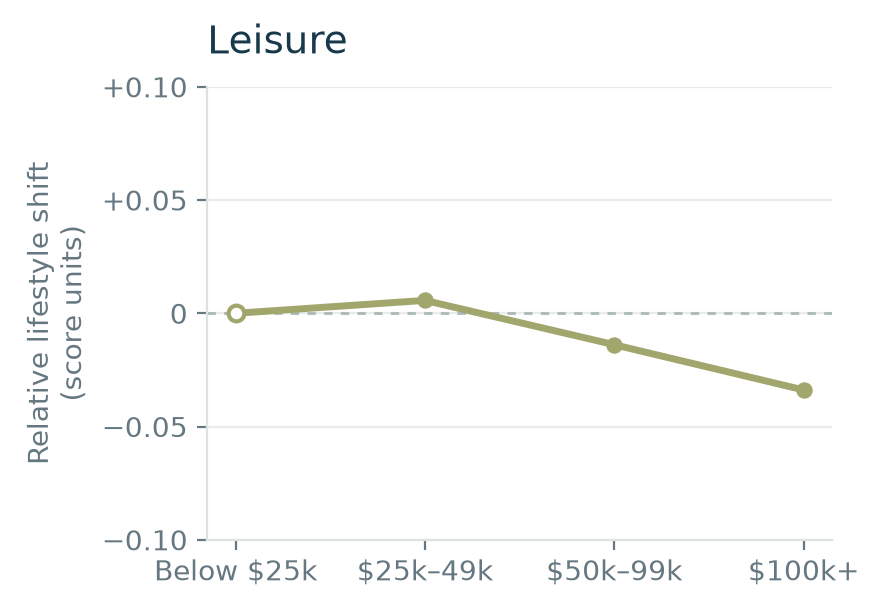 Leisure
Relative lifestyle shift
(score units)
+0.10
+0.05
0
−0.05
−0.10
Below $25k
$25k–49k
$50k–99k
$100k+